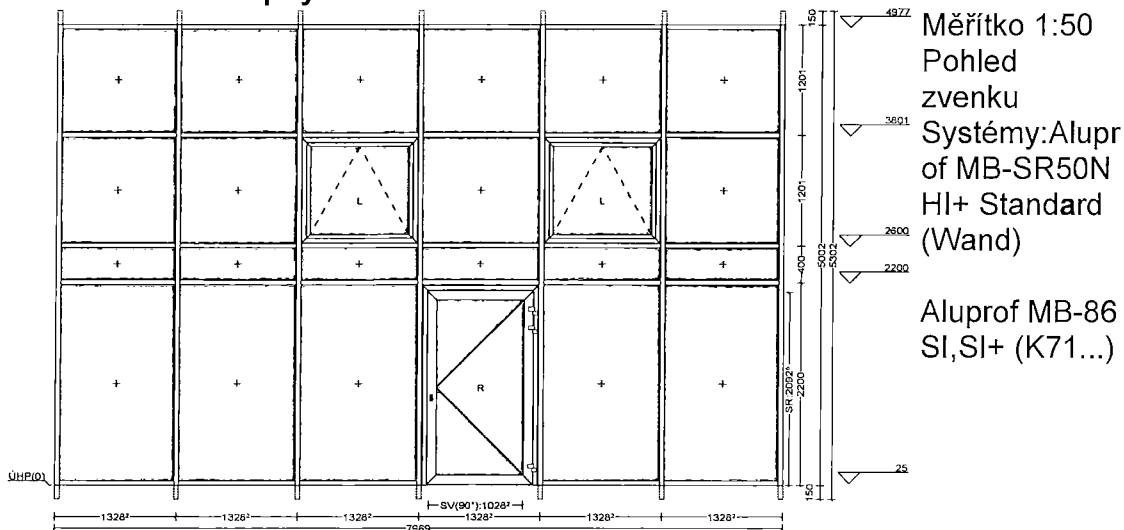 150
4977
Měřítko 1:50
Pohled
zvenku
Systémy:Alupr
of MB-SR50N
HI+ Standard
(Wand)
Aluprof MB-86
SI,SI+ (K71...)
1201
3801
L
L
1201
2600
400
2200
5002
5302
R
SR:2092⁶
2200
ÚHP(0)
25
150
SV(90°):1028²
1328²
1328²
1328²
1328²
1328²
1328²
7969